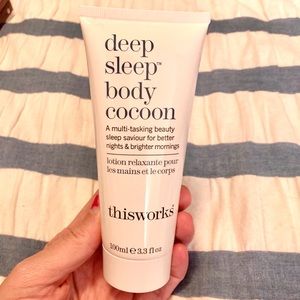 deep
sleep™
body
cocoon
A multi-tasking beauty
sleep saviour for better
nights & brighter mornings
lotion relaxante pour
les mains et le corps
thisworks®
100ml e 3.3 fl oz